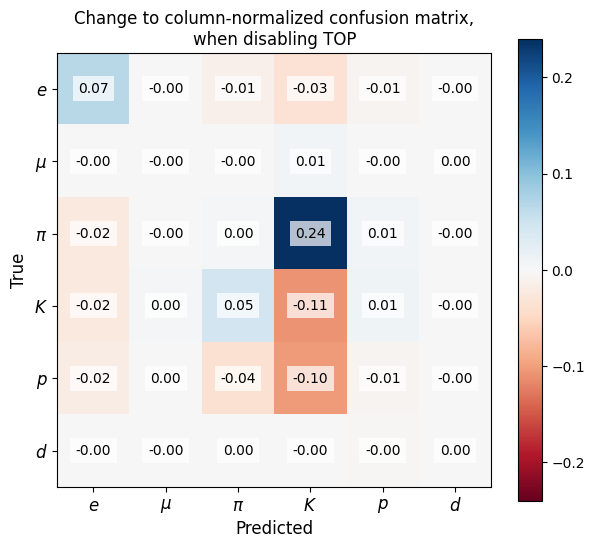 Change to column-normalized confusion matrix,
when disabling TOP
e 0.07 -0.00 -0.01 -0.03 -0.01 -0.00
μ -0.00 -0.00 -0.00 0.01 -0.00 0.00
π -0.02 -0.00 0.00 0.24 0.01 -0.00
K -0.02 0.00 0.05 -0.11 0.01 -0.00
p -0.02 0.00 -0.04 -0.10 -0.01 -0.00
d -0.00 -0.00 0.00 -0.00 -0.00 0.00
e μ π K p d
Predicted
True
0.2
0.1
0.0
−0.1
−0.2